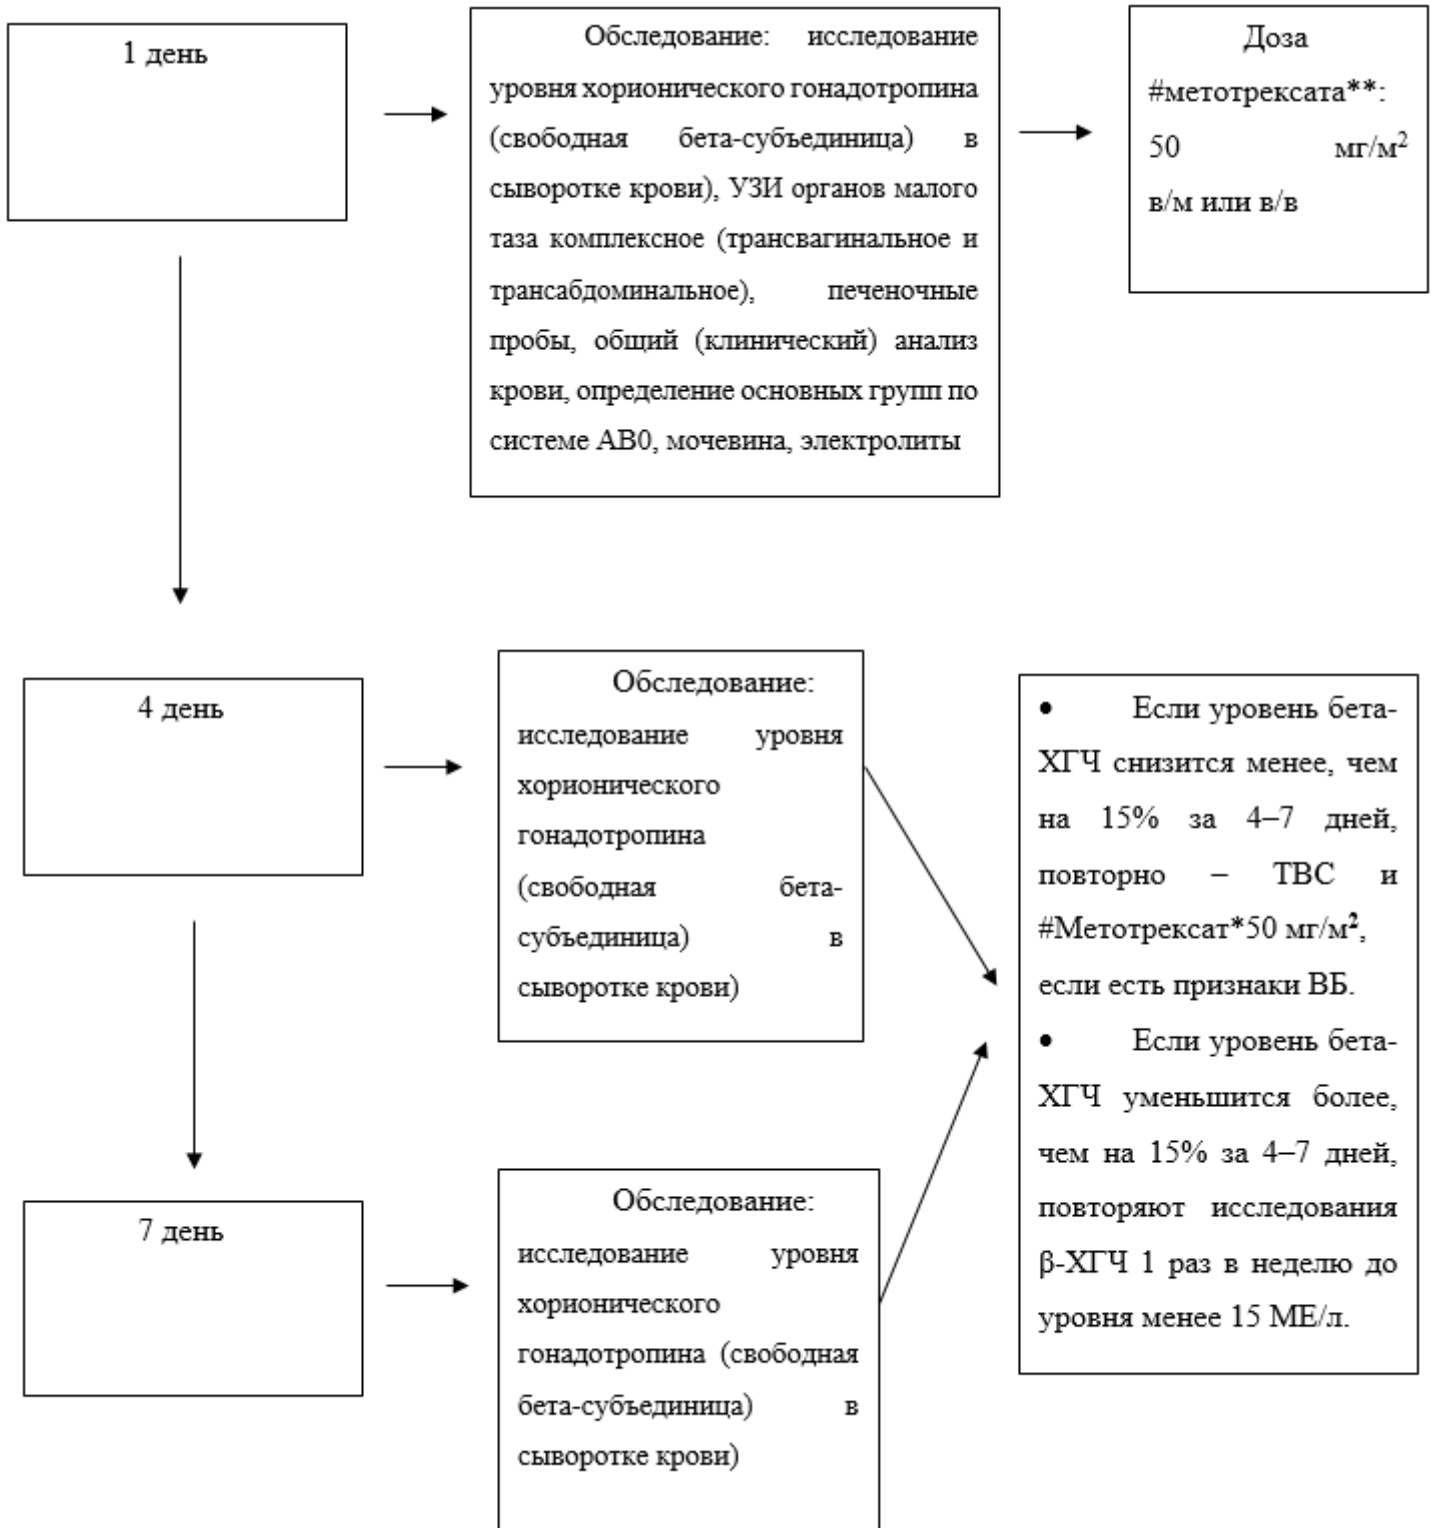 1 день
Обследование: исследование
уровня хорионического гонадотропина
(свободная бета-субъединица) в
сыворотке крови), УЗИ органов малого
таза комплексное (трансвагинальное и
трансабдоминальное), печеночные
пробы, общий (клинический) анализ
крови, определение основных групп по
системе АВ0, мочевина, электролиты
Доза
#метотрексата**:
50 мг/м²
в/м или в/в
4 день
Обследование:
исследование уровня
хорионического
гонадотропина
(свободная бета-
субъединица) в
сыворотке крови)
7 день
Обследование:
исследование уровня
хорионического
гонадотропина (свободная
бета-субъединица) в
сыворотке крови)
• Если уровень бета-
ХГЧ снизится менее, чем
на 15% за 4–7 дней,
повторно – ТВС и
#Метотрексат*50 мг/м²,
если есть признаки ВБ.
• Если уровень бета-
ХГЧ уменьшится более,
чем на 15% за 4–7 дней,
повторяют исследования
β-ХГЧ 1 раз в неделю до
уровня менее 15 МЕ/л.